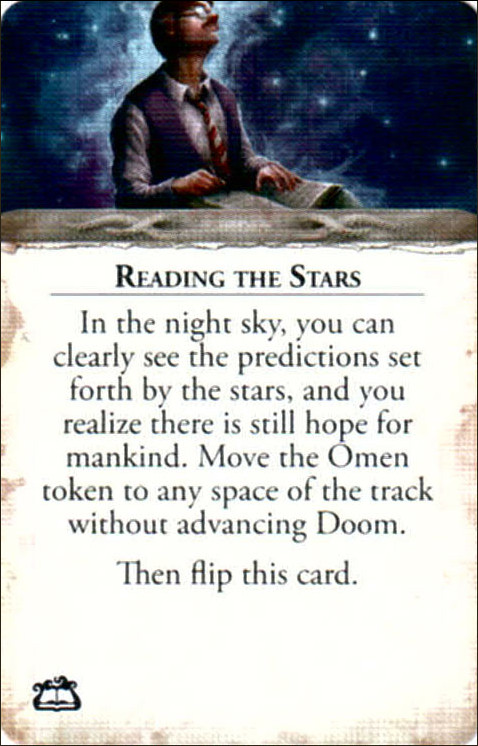 READING THE STARS
In the night sky, you can
clearly see the predictions set
forth by the stars, and you
realize there is still hope for
mankind. Move the Omen
token to any space of the track
without advancing Doom.
Then flip this card.